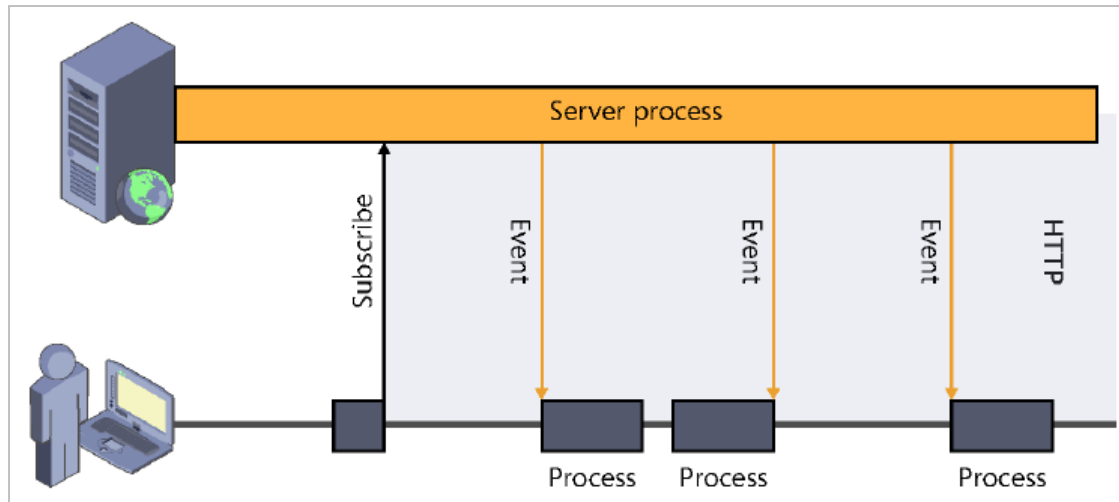 Server process
Subscribe
Event
Event
Event
HTTP
Process
Process
Process